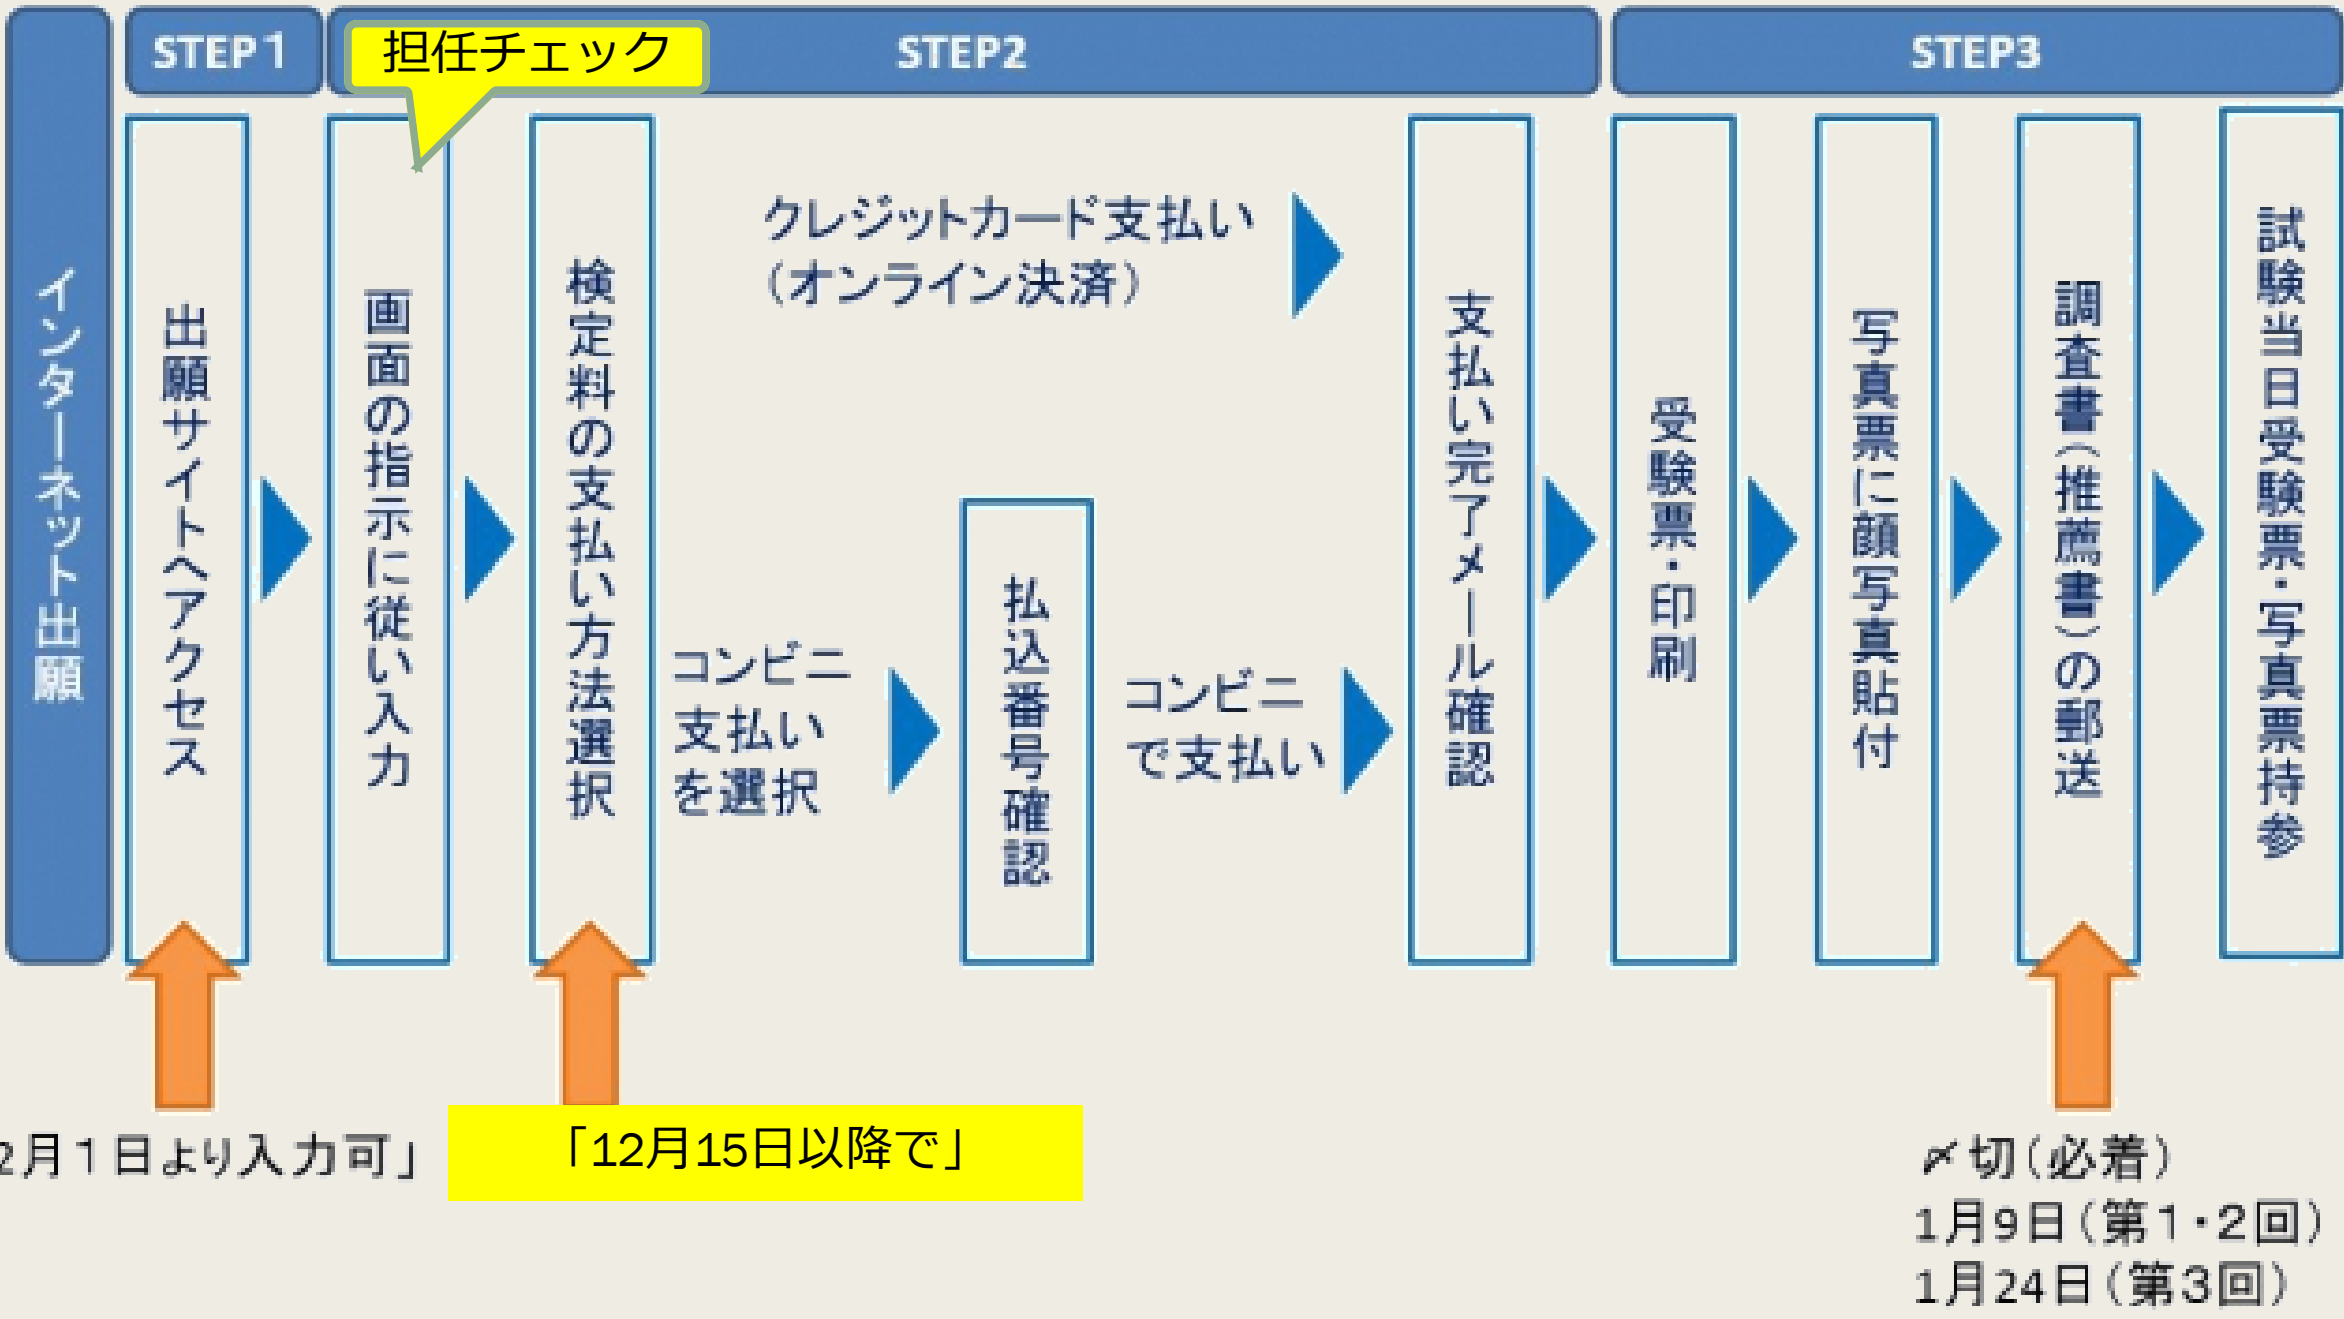 インターネット出願
STEP1
STEP2
STEP3
担任チェック
出願サイトへアクセス
画面の指示に従い入力
検定料の支払い方法選択
クレジットカード支払い
（オンライン決済）
コンビニ
支払い
を選択
払込番号確認
コンビニ
で支払い
支払い完了メール確認
受験票・印刷
写真票に顔写真貼付
調査書（推薦書）の郵送
試験当日受験票・写真票持参
2月１日より入力可」
「12月15日以降で」
〆切（必着）
1月9日（第１・２回）
1月24日（第３回）